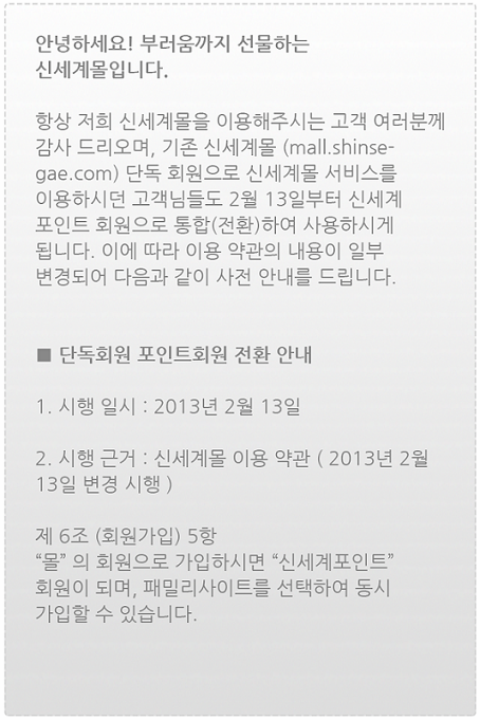 안녕하세요! 부러움까지 선물하는
신세계몰입니다.
항상 저희 신세계몰을 이용해주시는 고객 여러분께
감사 드리오며, 기존 신세계몰 (mall.shinse-
gae.com) 단독 회원으로 신세계몰 서비스를
이용하시던 고객님들도 2월 13일부터 신세계
포인트 회원으로 통합(전환)하여 사용하시게
됩니다. 이에 따라 이용 약관의 내용이 일부
변경되어 다음과 같이 사전 안내를 드립니다.
■ 단독회원 포인트회원 전환 안내
1. 시행 일시 : 2013년 2월 13일
2. 시행 근거 : 신세계몰 이용 약관 ( 2013년 2월
13일 변경 시행 )
제 6조 (회원가입) 5항
“몰” 의 회원으로 가입하시면 “신세계포인트”
회원이 되며, 패밀리사이트를 선택하여 동시
가입할 수 있습니다.